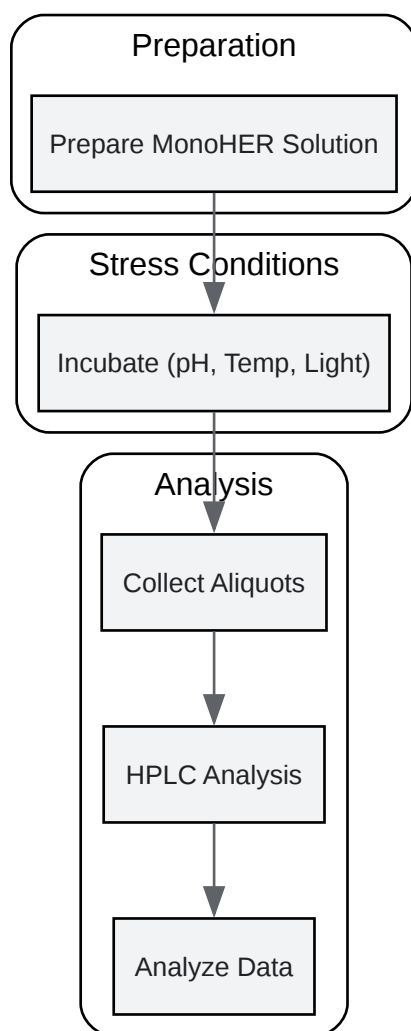 Preparation
Prepare MonoHER Solution
Stress Conditions
Incubate (pH, Temp, Light)
Analysis
Collect Aliquots
HPLC Analysis
Analyze Data